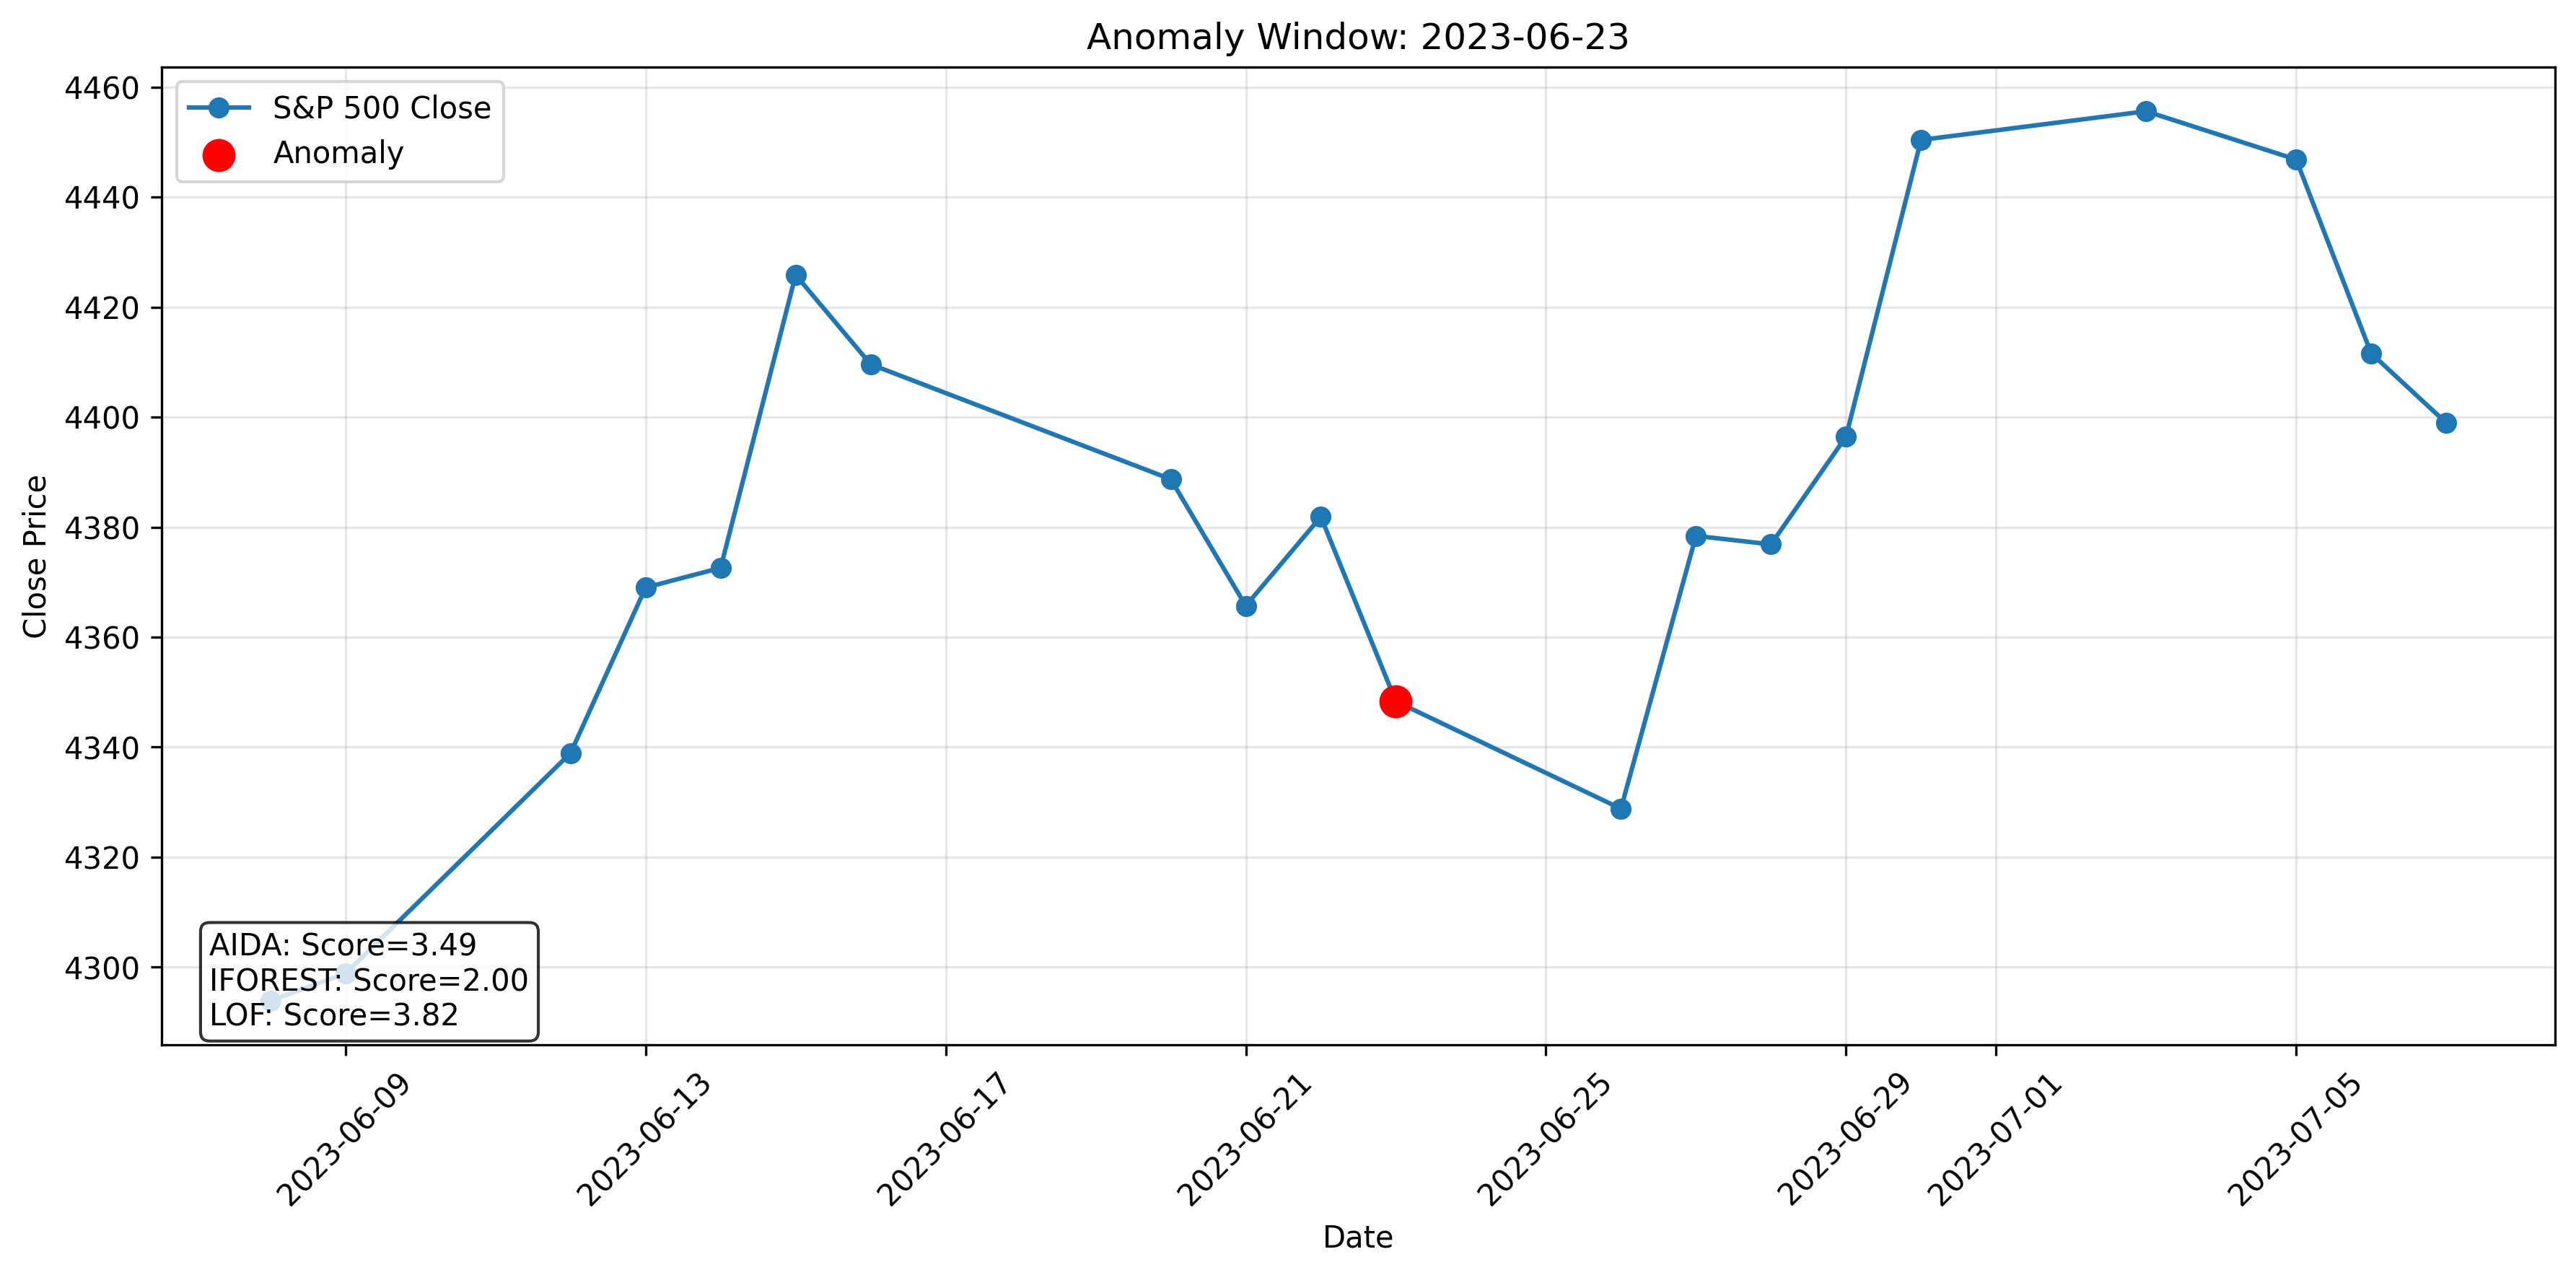 Anomaly Window: 2023-06-23
S&P 500 Close
Anomaly
4460
4440
4420
4400
4380
4360
4340
4320
4300
Close Price
AIDA: Score=3.49
IFOREST: Score=2.00
LOF: Score=3.82
2023-06-09
2023-06-13
2023-06-17
2023-06-21
2023-06-25
2023-06-29
2023-07-01
2023-07-05
Date